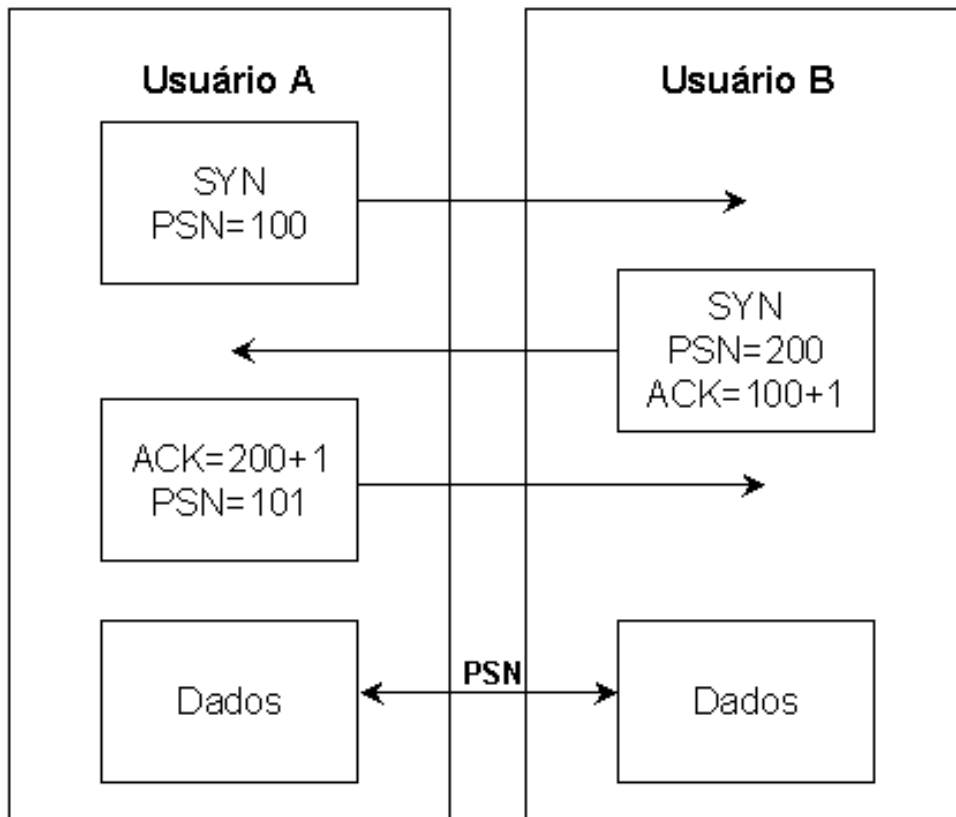 Usuário A
Usuário B
SYN
PSN=100
SYN
PSN=200
ACK=100+1
ACK=200+1
PSN=101
Dados
PSN
Dados